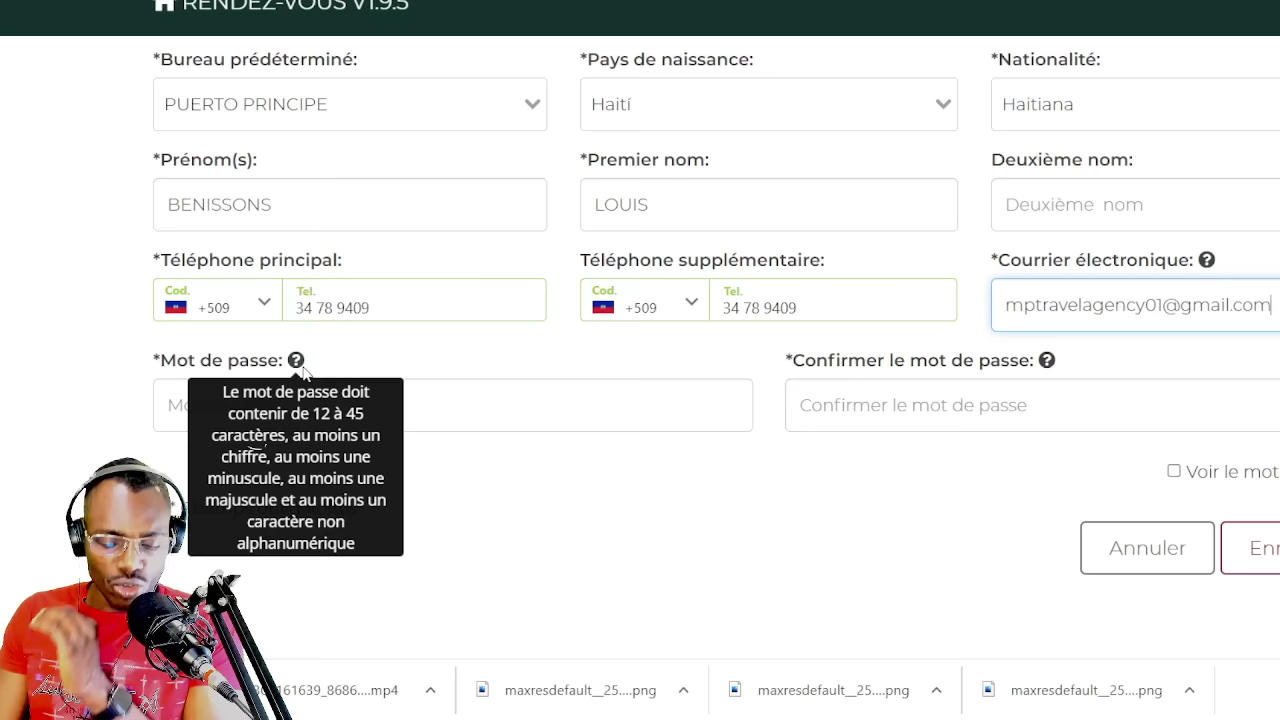 RENDEZ-VOUS V1.9.5
*Bureau prédéterminé: *Pays de naissance: *Nationalité:
PUERTO PRINCIPE Haití Haitiana
*Prénom(s): *Premier nom: Deuxième nom:
BENISSONS LOUIS Deuxième nom
*Téléphone principal: Téléphone supplémentaire: *Courrier électronique:
Cod. Tel. Cod. Tel.
+509 34 78 9409 +509 34 78 9409 mptravelagency01@gmail.com
*Mot de passe: *Confirmer le mot de passe:
Confirmer le mot de passe
Le mot de passe doit
contenir de 12 à 45
caractères, au moins un
chiffre, au moins une
minuscule, au moins une
majuscule et au moins un
caractère non
alphanumérique
Voir le mot
Annuler
161639_8686....mp4 maxresdefault__25....png maxresdefault__25....png maxresdefault__25....png